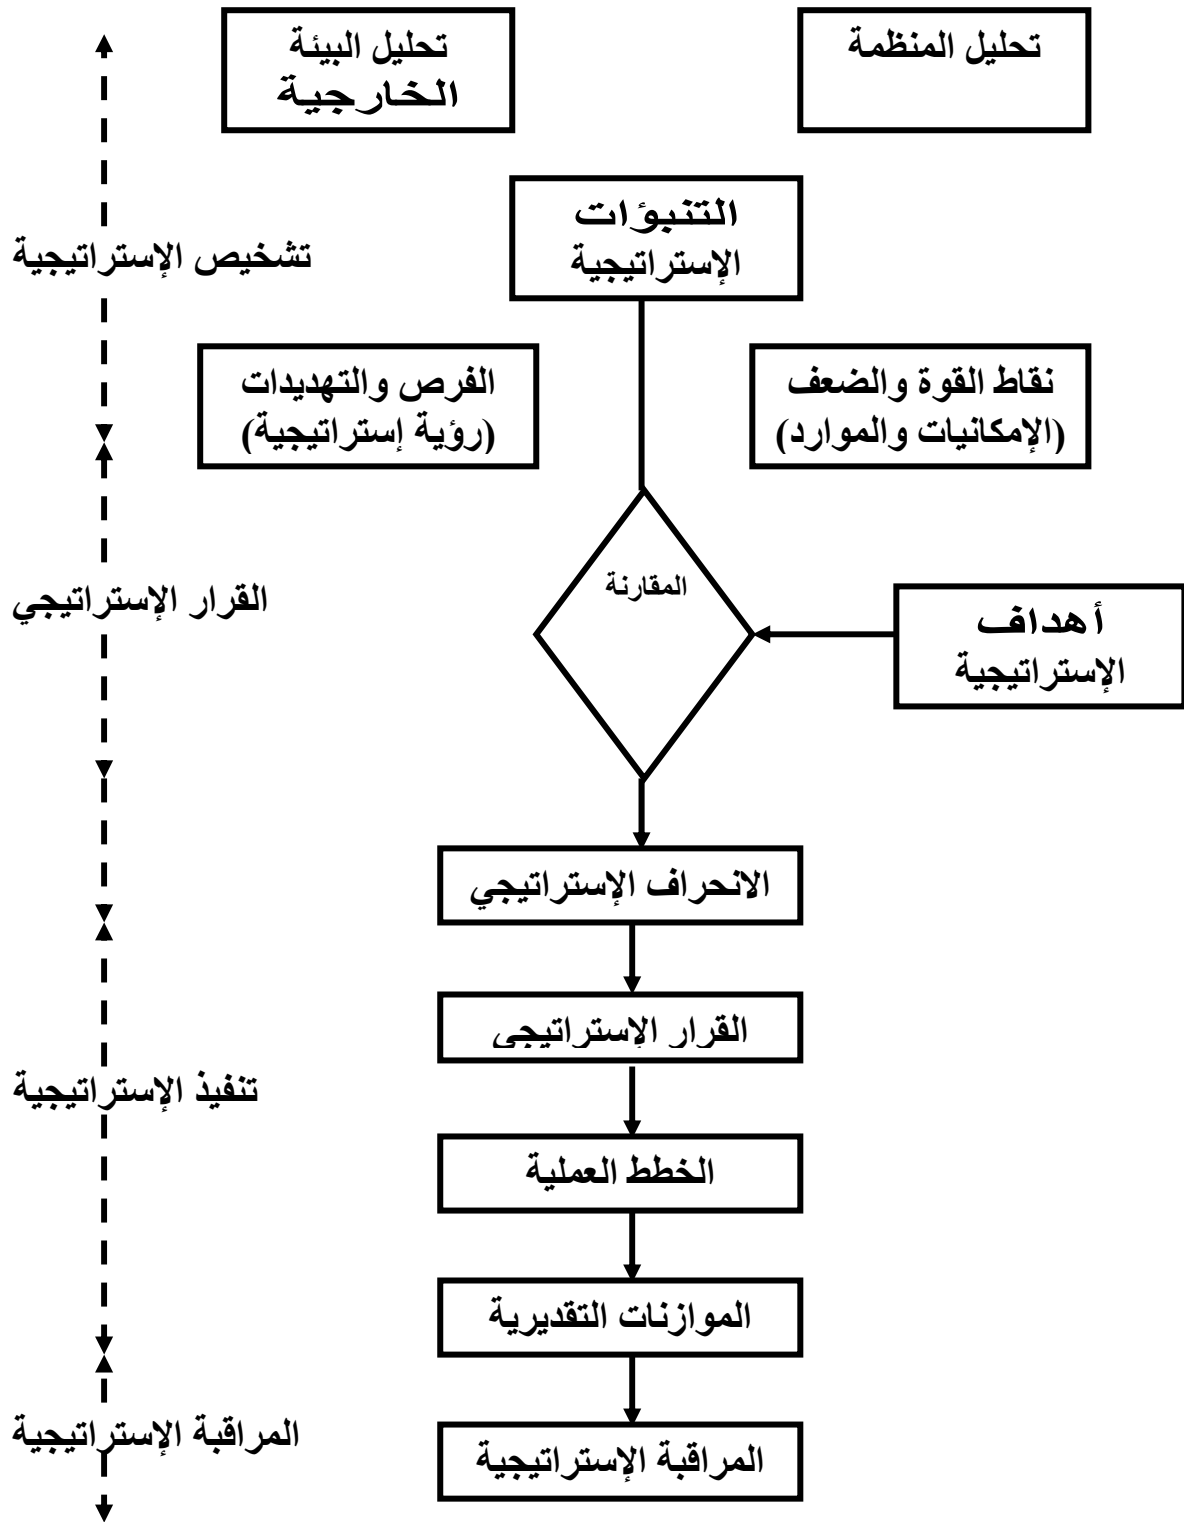 تحليل المنظمة
تحليل البيئة
الخارجية
التنبؤات
الإستراتيجية
تشخيص الإستراتيجية
نقاط القوة والضعف
(الإمكانيات والموارد)
الفرص والتهديدات
(رؤية إستراتيجية)
المقارنة
أهداف
الإستراتيجية
القرار الإستراتيجي
الانحراف الإستراتيجي
القرار الإستراتيجي
تنفيذ الإستراتيجية
الخطط العملية
الموازنات التقديرية
المراقبة الإستراتيجية
المراقبة الإستراتيجية